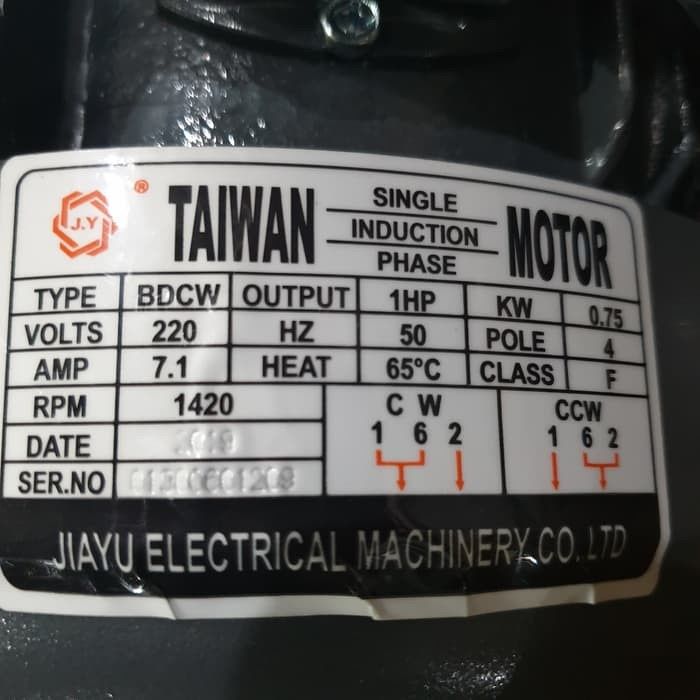 J.Y ®
TAIWAN SINGLE INDUCTION PHASE MOTOR
TYPE BDCW OUTPUT 1HP KW 0.75
VOLTS 220 HZ 50 POLE 4
AMP 7.1 HEAT 65°C CLASS F
RPM 1420 C W CCW
1 6 2 1 6 2
DATE 2019
SER.NO
JIAYU ELECTRICAL MACHINERY CO. LTD